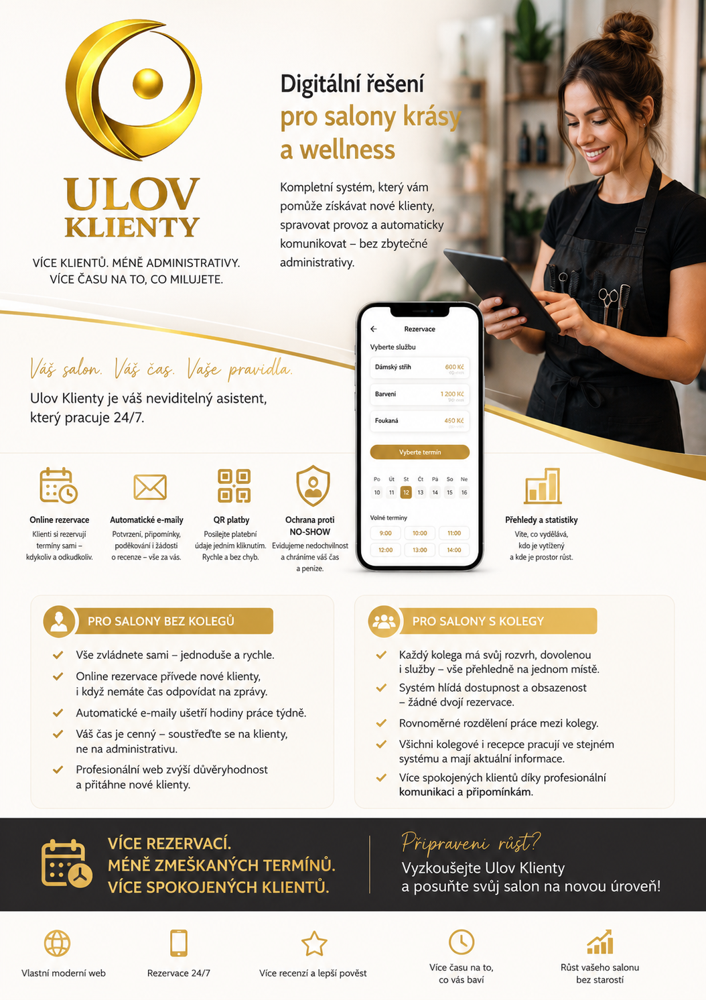 ULOV
KLIENTY
VÍCE KLIENTŮ. MÉNĚ ADMINISTRATIVY.
VÍCE ČASU NA TO, CO MILUJETE.
Digitální řešení
pro salony krásy
a wellness
Kompletní systém, který vám
pomůže získávat nové klienty,
spravovat provoz a automaticky
komunikovat – bez zbytečné
administrativy.
Váš salon. Váš čas. Vaše pravidla.
Ulov Klienty je váš neviditelný asistent,
který pracuje 24/7.
Rezervace
Vyberte službu
Dámský střih
600 Kč
Barveni
1 200 Kč
Foukaná
450 Kč
Vyberte termín
Po Út St Čt Pá So Ne
10 11 12 13 14 15 16
Volné terminy
9:00 10:00 11:00
12:00 13:00 14:00
Online rezervace
Klienti si rezervují
termíny sami –
kdykoliv a odkudkoliv.
Automatické e-maily
Potvrzení, připomínky,
poděkování i žádosti
o recenze – vše za vás.
QR platby
Posílejte platební
údaje jedním kliknutím.
Rychle a bez chyb.
Ochrana proti
NO-SHOW
Evidujeme nedochvilnost
a chráníme váš čas
a peníze.
Přehledy a statistiky
Víte, co vydělává,
kdo je vytížený
a kde je prostor růst.
PRO SALONY BEZ KOLEGŮ
Vše zvládnete sami – jednoduše a rychle.
Online rezervace přívede nové klienty,
i když nemáte čas odpovídat na zprávy.
Automatické e-maily ušetří hodiny práce týdně.
Váš čas je cenný – soustřeďte se na klienty,
ne na administrativu.
Profesionální web zvýší důvěryhodnost
a přitáhne nové klienty.
PRO SALONY S KOLEGY
Každý kolega má svůj rozvrh, dovolenou
i služby – vše přehledně na jednom místě.
Systém hlídá dostupnost a obsazenost
– žádné dvojí rezervace.
Rovnoměrné rozdělení práce mezi kolegy.
Všichni kolegové i recepce pracují ve stejném
systému a mají aktuální informace.
Více spokojených klientů díky profesionální
komunikaci a připomínkám.
VÍCE REZERVACÍ.
MÉNĚ ZMEŠKANÝCH TERMÍNŮ.
VÍCE SPOKOJENÝCH KLIENTŮ.
Připraveni růst?
Vyzkoušejte Ulov Klienty
a posuňte svůj salon na novou úroveň!
Vlastní moderní web
Rezervace 24/7
Více recenzí a lepší pověst
Více času na to,
co vás baví
Růst vašeho salonu
bez starostí